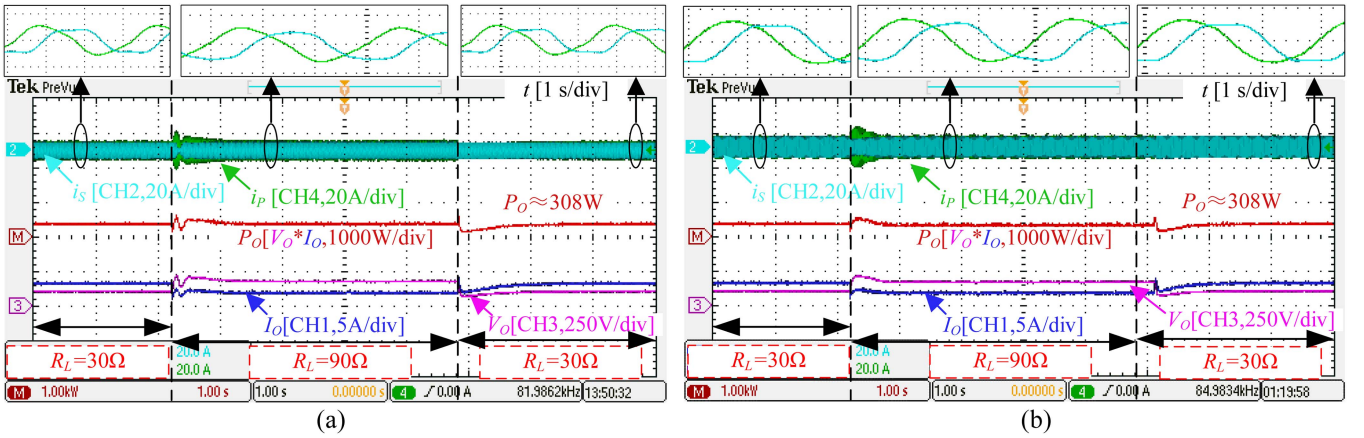 Tek PreVu
t [1 s/div]
2
iS [CH2,20A/div]
iP [CH4,20A/div]
PO≈308W
M
PO[VO*IO,1000W/div]
3
IO[CH1,5A/div]
VO[CH3,250V/div]
20.0 A
20.0 A
RL=30Ω
RL=90Ω
RL=30Ω
M 1.00kW 1.00 s
1.00 s 0.00000 s
4 0.00 A
81.9862kHz
13:50:32
(a)
Tek PreVu
t [1 s/div]
2
iS [CH2,20A/div]
iP [CH4,20A/div]
PO≈308W
M
PO[VO*IO,1000W/div]
3
IO[CH1,5A/div]
VO[CH3,250V/div]
20.0 A
20.0 A
RL=30Ω
RL=90Ω
RL=30Ω
M 1.00kW 1.00 s
1.00 s 0.00000 s
4 0.00 A
84.9834kHz
01:19:58
(b)